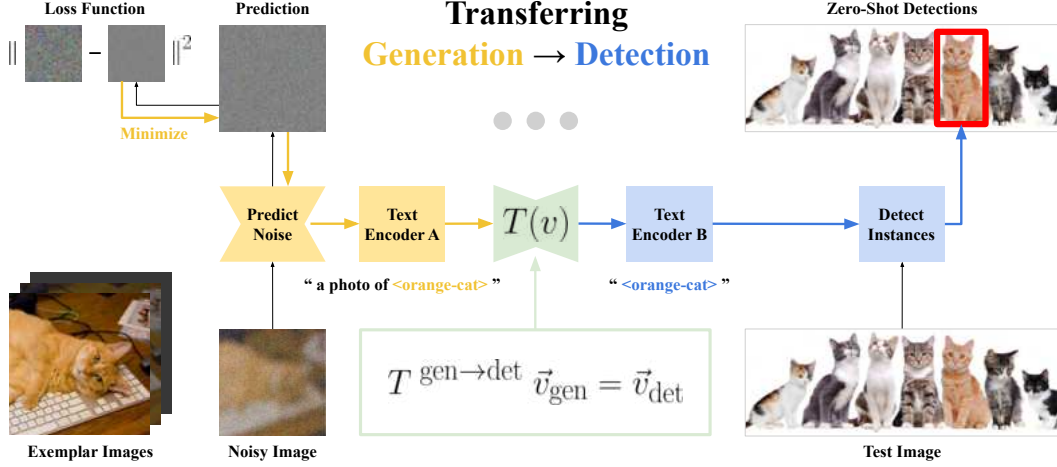 Loss Function
Prediction
Transferring
Zero-Shot Detections
|| − ||²
Generation → Detection
Minimize
Predict
Noise
Text
Encoder A
T(v)
Text
Encoder B
Detect
Instances
“ a photo of <orange-cat> ”
“ <orange-cat> ”
T gen→det v⃗gen = v⃗det
Exemplar Images
Noisy Image
Test Image